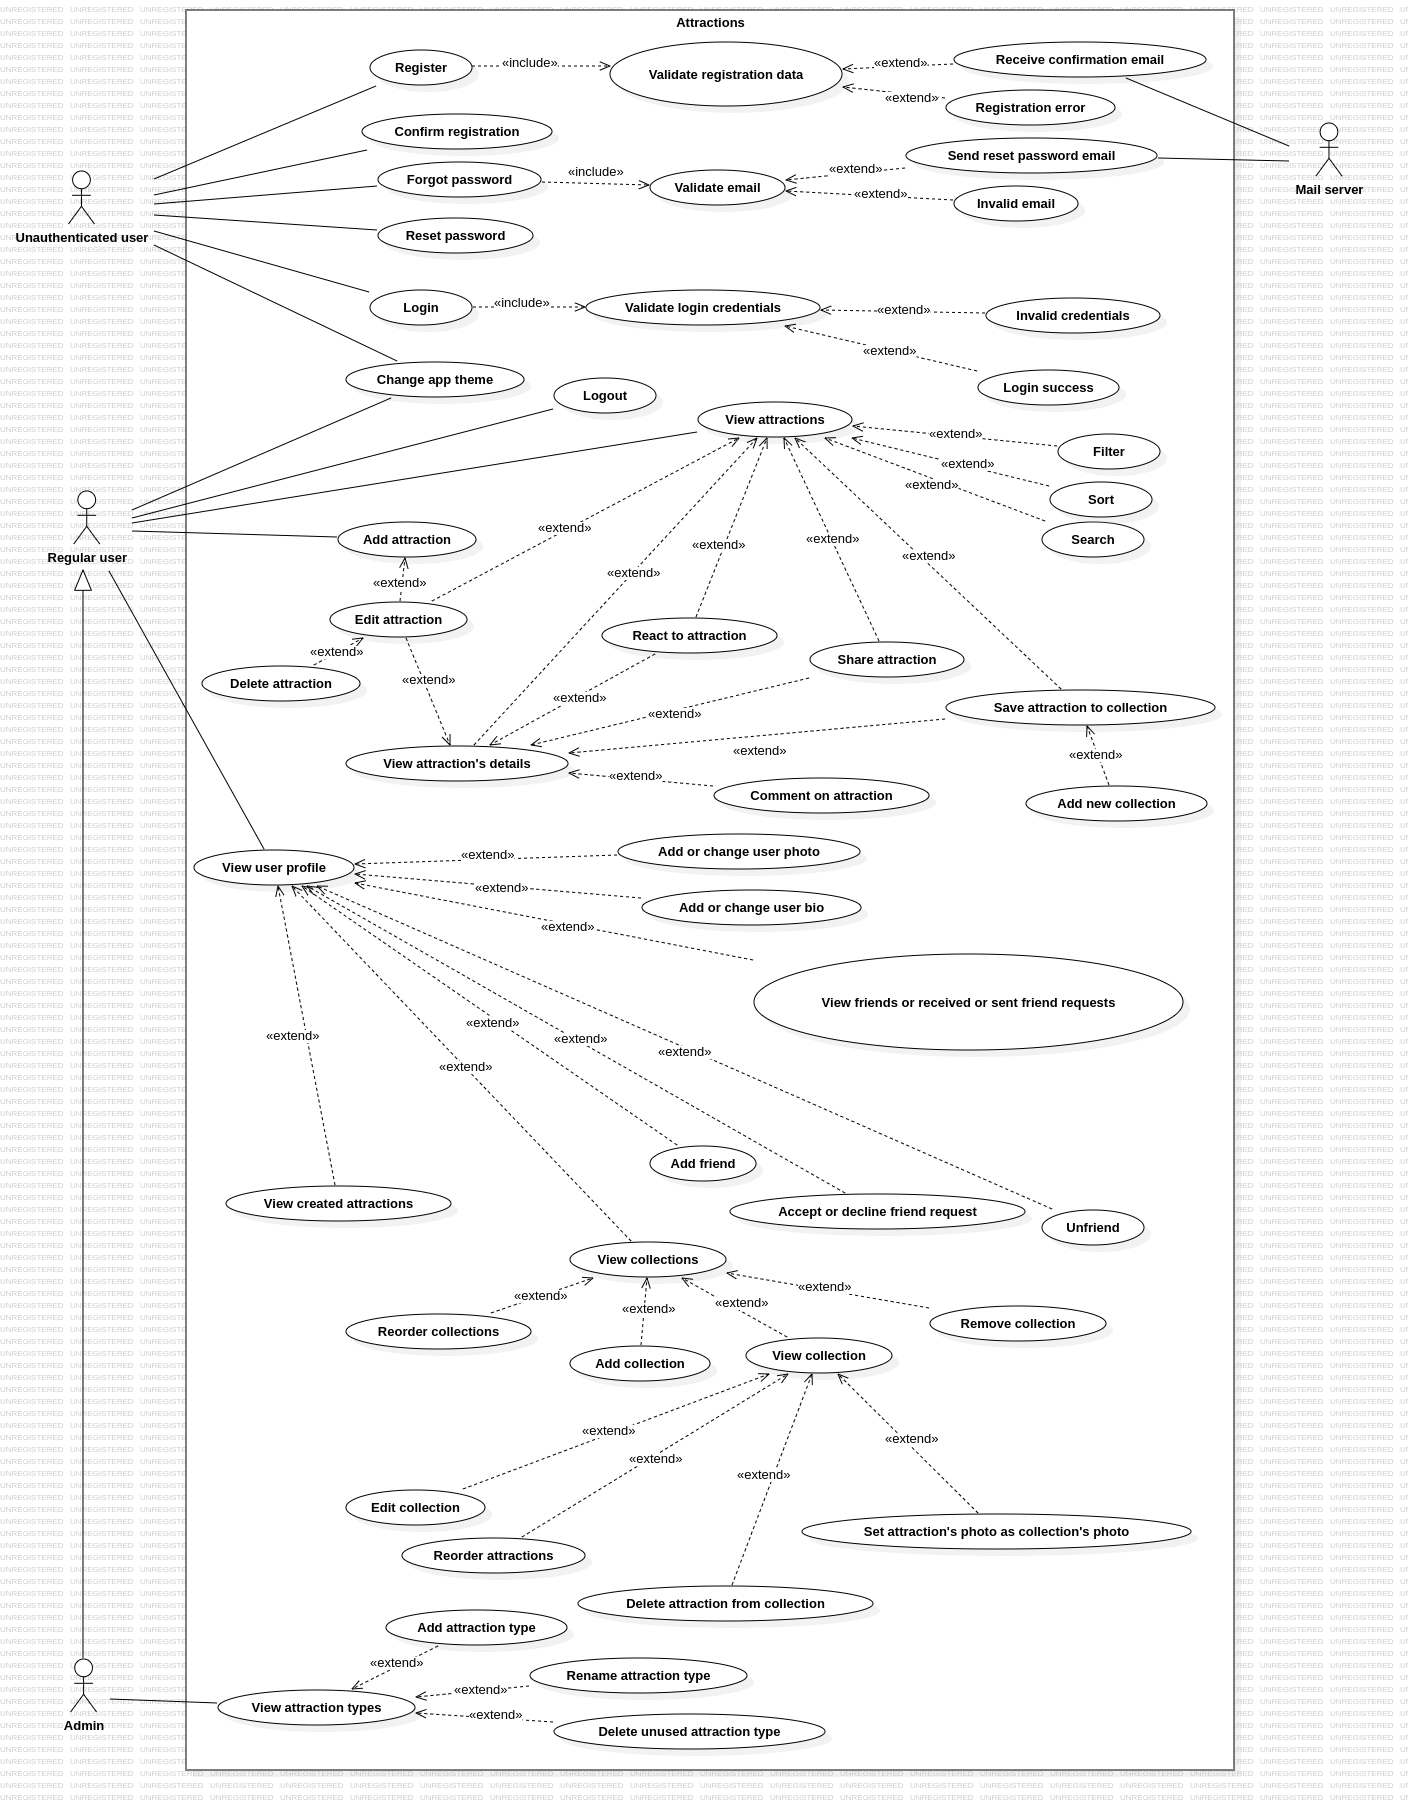 Attractions
Register
«include»
Validate registration data
«extend»
Receive confirmation email
«extend»
Registration error
Confirm registration
Mail server
Forgot password
«include»
Validate email
«extend»
Send reset password email
«extend»
Invalid email
Unauthenticated user
Reset password
Login
«include»
Validate login credentials
«extend»
Invalid credentials
«extend»
Login success
Change app theme
Logout
View attractions
«extend»
Filter
«extend»
Sort
«extend»
Search
Regular user
Add attraction
«extend»
«extend»
«extend»
«extend»
«extend»
«extend»
Edit attraction
React to attraction
«extend»
Share attraction
Delete attraction
«extend»
«extend»
«extend»
Save attraction to collection
«extend»
View attraction's details
«extend»
Comment on attraction
«extend»
Add new collection
View user profile
«extend»
Add or change user photo
«extend»
Add or change user bio
«extend»
View friends or received or sent friend requests
«extend»
«extend»
«extend»
«extend»
«extend»
Add friend
View created attractions
Accept or decline friend request
Unfriend
View collections
«extend»
«extend»
«extend»
«extend»
Reorder collections
Add collection
View collection
Remove collection
«extend»
«extend»
«extend»
«extend»
Edit collection
Reorder attractions
Set attraction's photo as collection's photo
Delete attraction from collection
Add attraction type
«extend»
Rename attraction type
«extend»
View attraction types
«extend»
Delete unused attraction type
Admin
UNREGISTERED